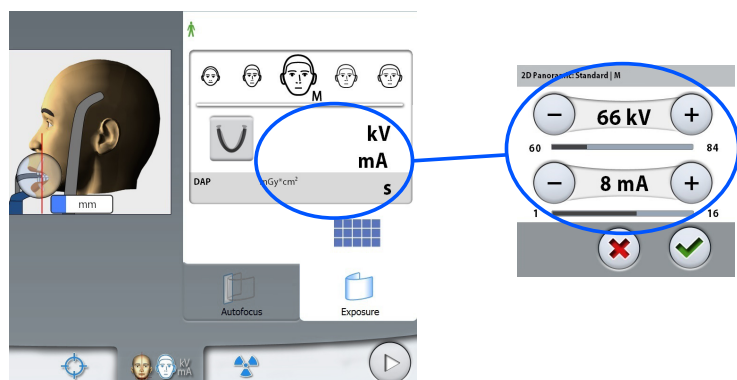 M
kV
mA
DAP
mGy*cm²
s
mm
Autofocus
Exposure
kV
mA
2D Panoramic: Standard | M
66 kV
60
84
8 mA
1
16